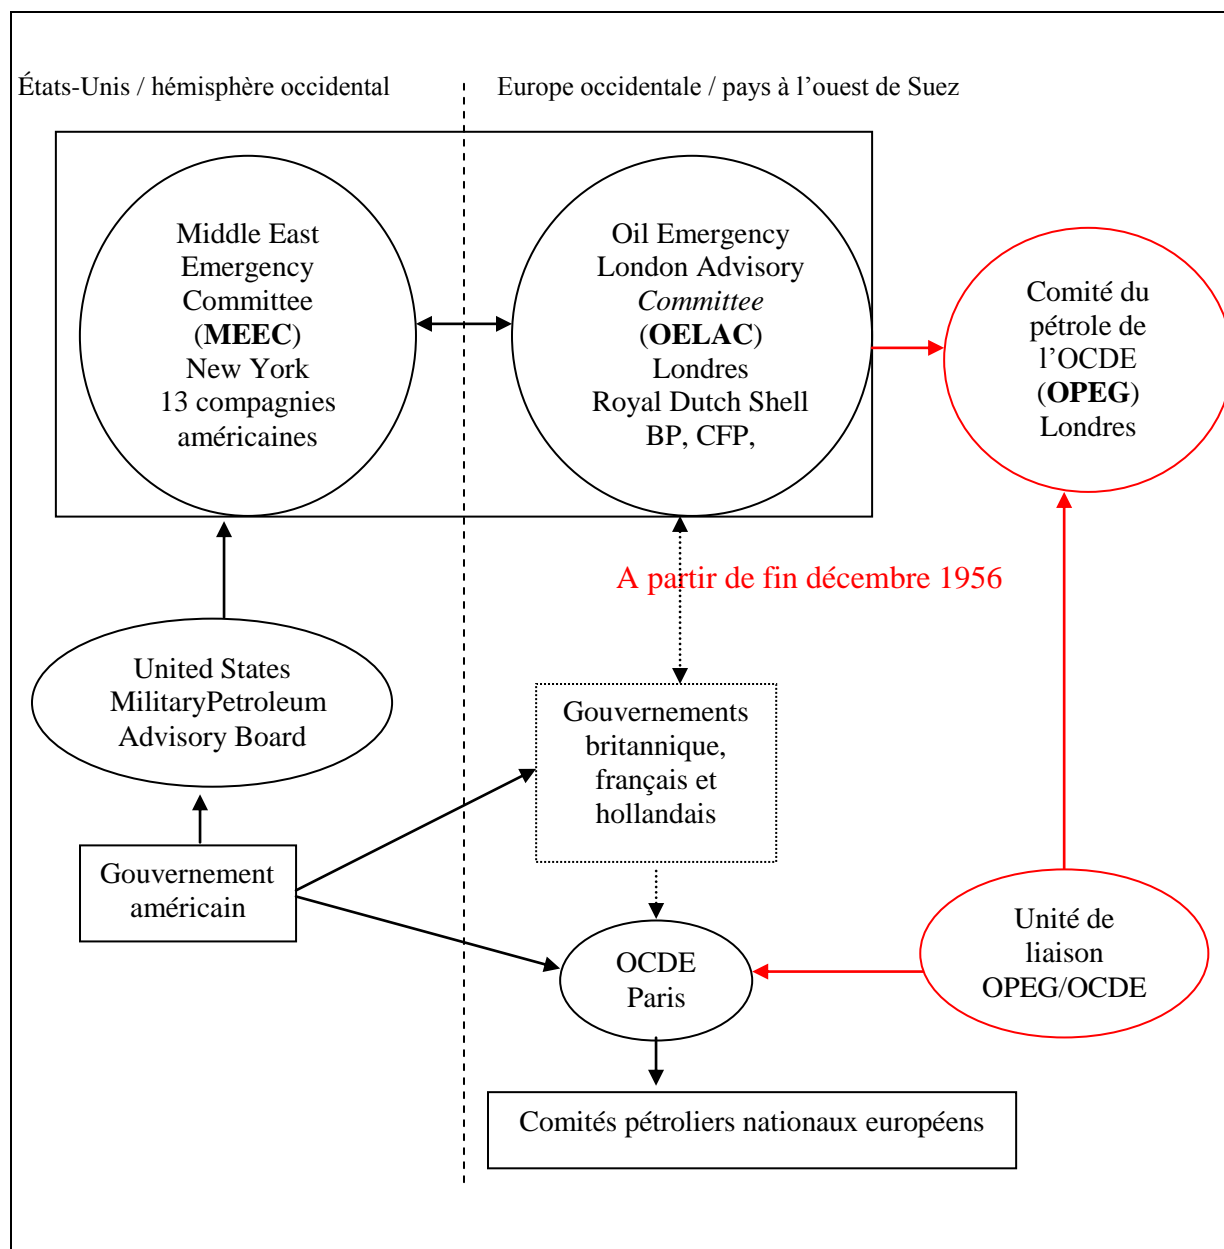 États-Unis / hémisphère occidental
Europe occidentale / pays à l’ouest de Suez
Middle East
Emergency
Committee
(MEEC)
New York
13 compagnies
américaines
Oil Emergency
London Advisory
Committee
(OELAC)
Londres
Royal Dutch Shell
BP, CFP,
Comité du
pétrole de
l’OCDE
(OPEG)
Londres
A partir de fin décembre 1956
United States
MilitaryPetroleum
Advisory Board
Gouvernements
britannique,
français et
hollandais
Gouvernement
américain
OCDE
Paris
Unité de
liaison
OPEG/OCDE
Comités pétroliers nationaux européens